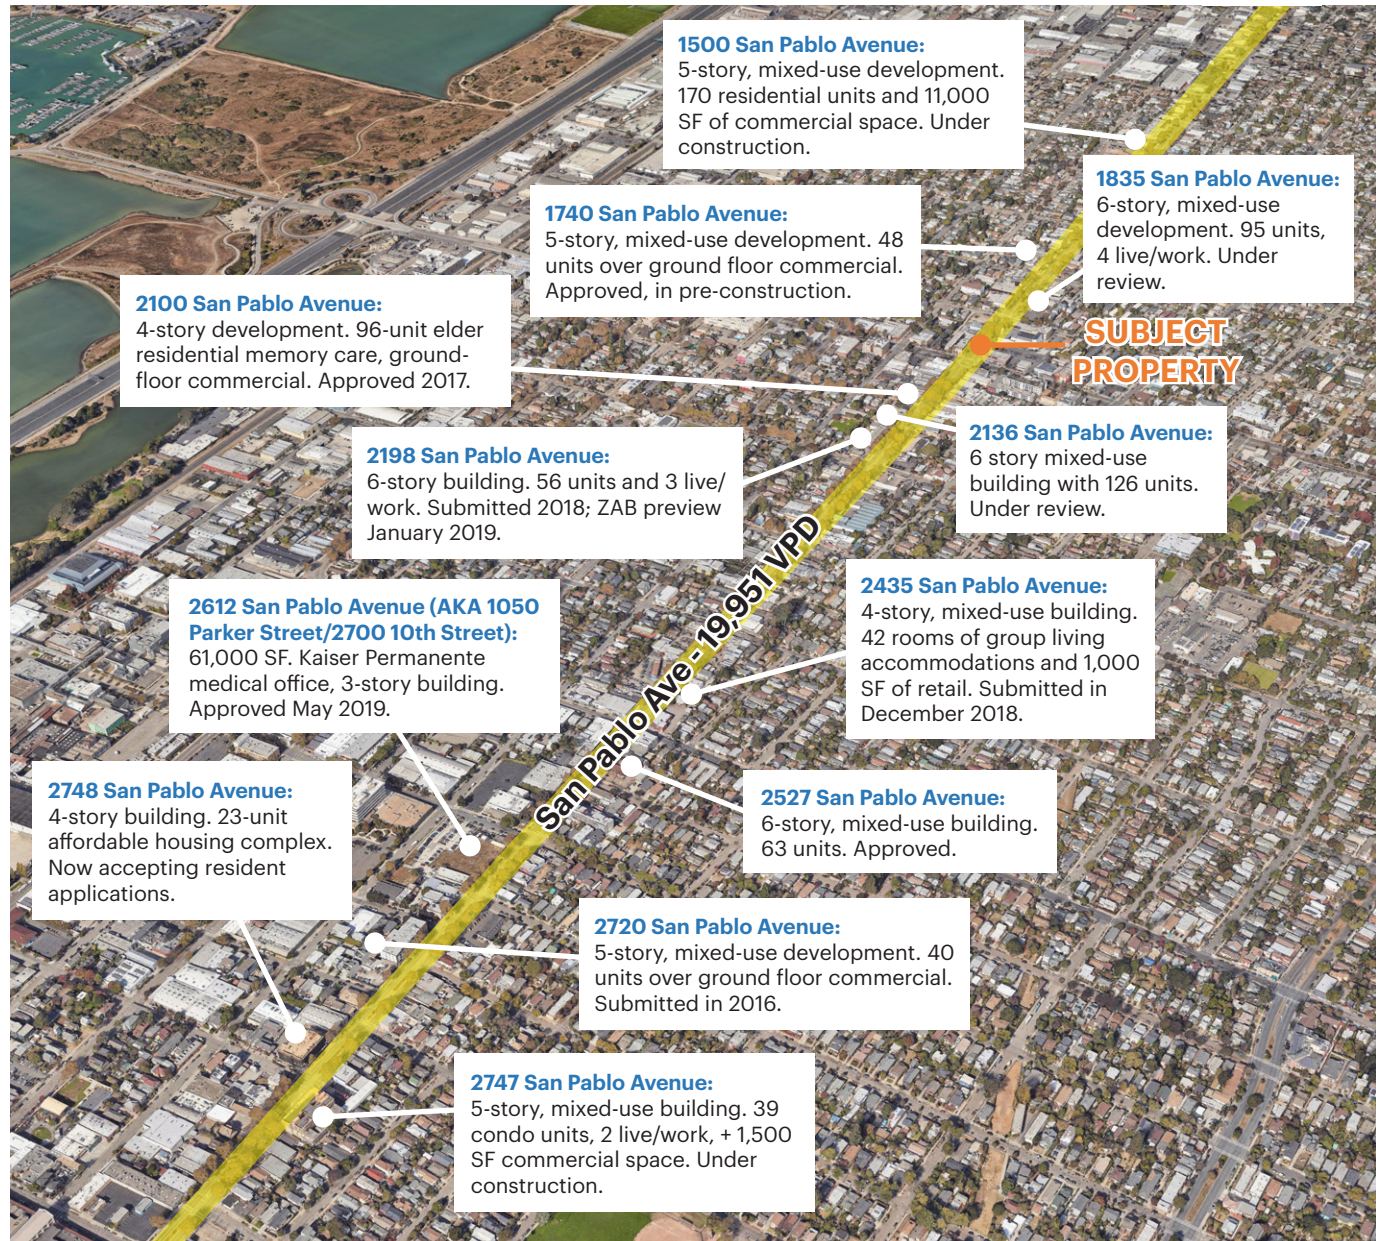 1500 San Pablo Avenue:
5-story, mixed-use development.
170 residential units and 11,000
SF of commercial space. Under
construction.
1835 San Pablo Avenue:
6-story, mixed-use
development. 95 units,
4 live/work. Under
review.
1740 San Pablo Avenue:
5-story, mixed-use development. 48
units over ground floor commercial.
Approved, in pre-construction.
2100 San Pablo Avenue:
4-story development. 96-unit elder
residential memory care, ground-
floor commercial. Approved 2017.
SUBJECT
PROPERTY
2136 San Pablo Avenue:
6 story mixed-use
building with 126 units.
Under review.
2198 San Pablo Avenue:
6-story building. 56 units and 3 live/
work. Submitted 2018; ZAB preview
January 2019.
San Pablo Ave - 19,951 VPD
2435 San Pablo Avenue:
4-story, mixed-use building.
42 rooms of group living
accommodations and 1,000
SF of retail. Submitted in
December 2018.
2612 San Pablo Avenue (AKA 1050
Parker Street/2700 10th Street):
61,000 SF. Kaiser Permanente
medical office, 3-story building.
Approved May 2019.
2748 San Pablo Avenue:
4-story building. 23-unit
affordable housing complex.
Now accepting resident
applications.
2527 San Pablo Avenue:
6-story, mixed-use building.
63 units. Approved.
2720 San Pablo Avenue:
5-story, mixed-use development. 40
units over ground floor commercial.
Submitted in 2016.
2747 San Pablo Avenue:
5-story, mixed-use building. 39
condo units, 2 live/work, + 1,500
SF commercial space. Under
construction.